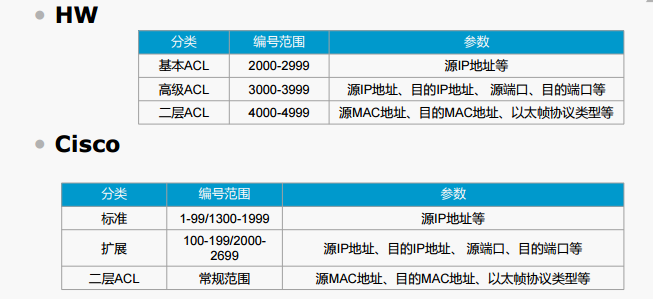 HW
分类 编号范围 参数
基本ACL 2000-2999 源IP地址等
高级ACL 3000-3999 源IP地址、目的IP地址、 源端口、目的端口等
二层ACL 4000-4999 源MAC地址、目的MAC地址、以太帧协议类型等
Cisco
分类 编号范围 参数
标准 1-99/1300-1999 源IP地址等
扩展 100-199/2000-2699 源IP地址、目的IP地址、 源端口、目的端口等
二层ACL 常规范围 源MAC地址、目的MAC地址、以太帧协议类型等